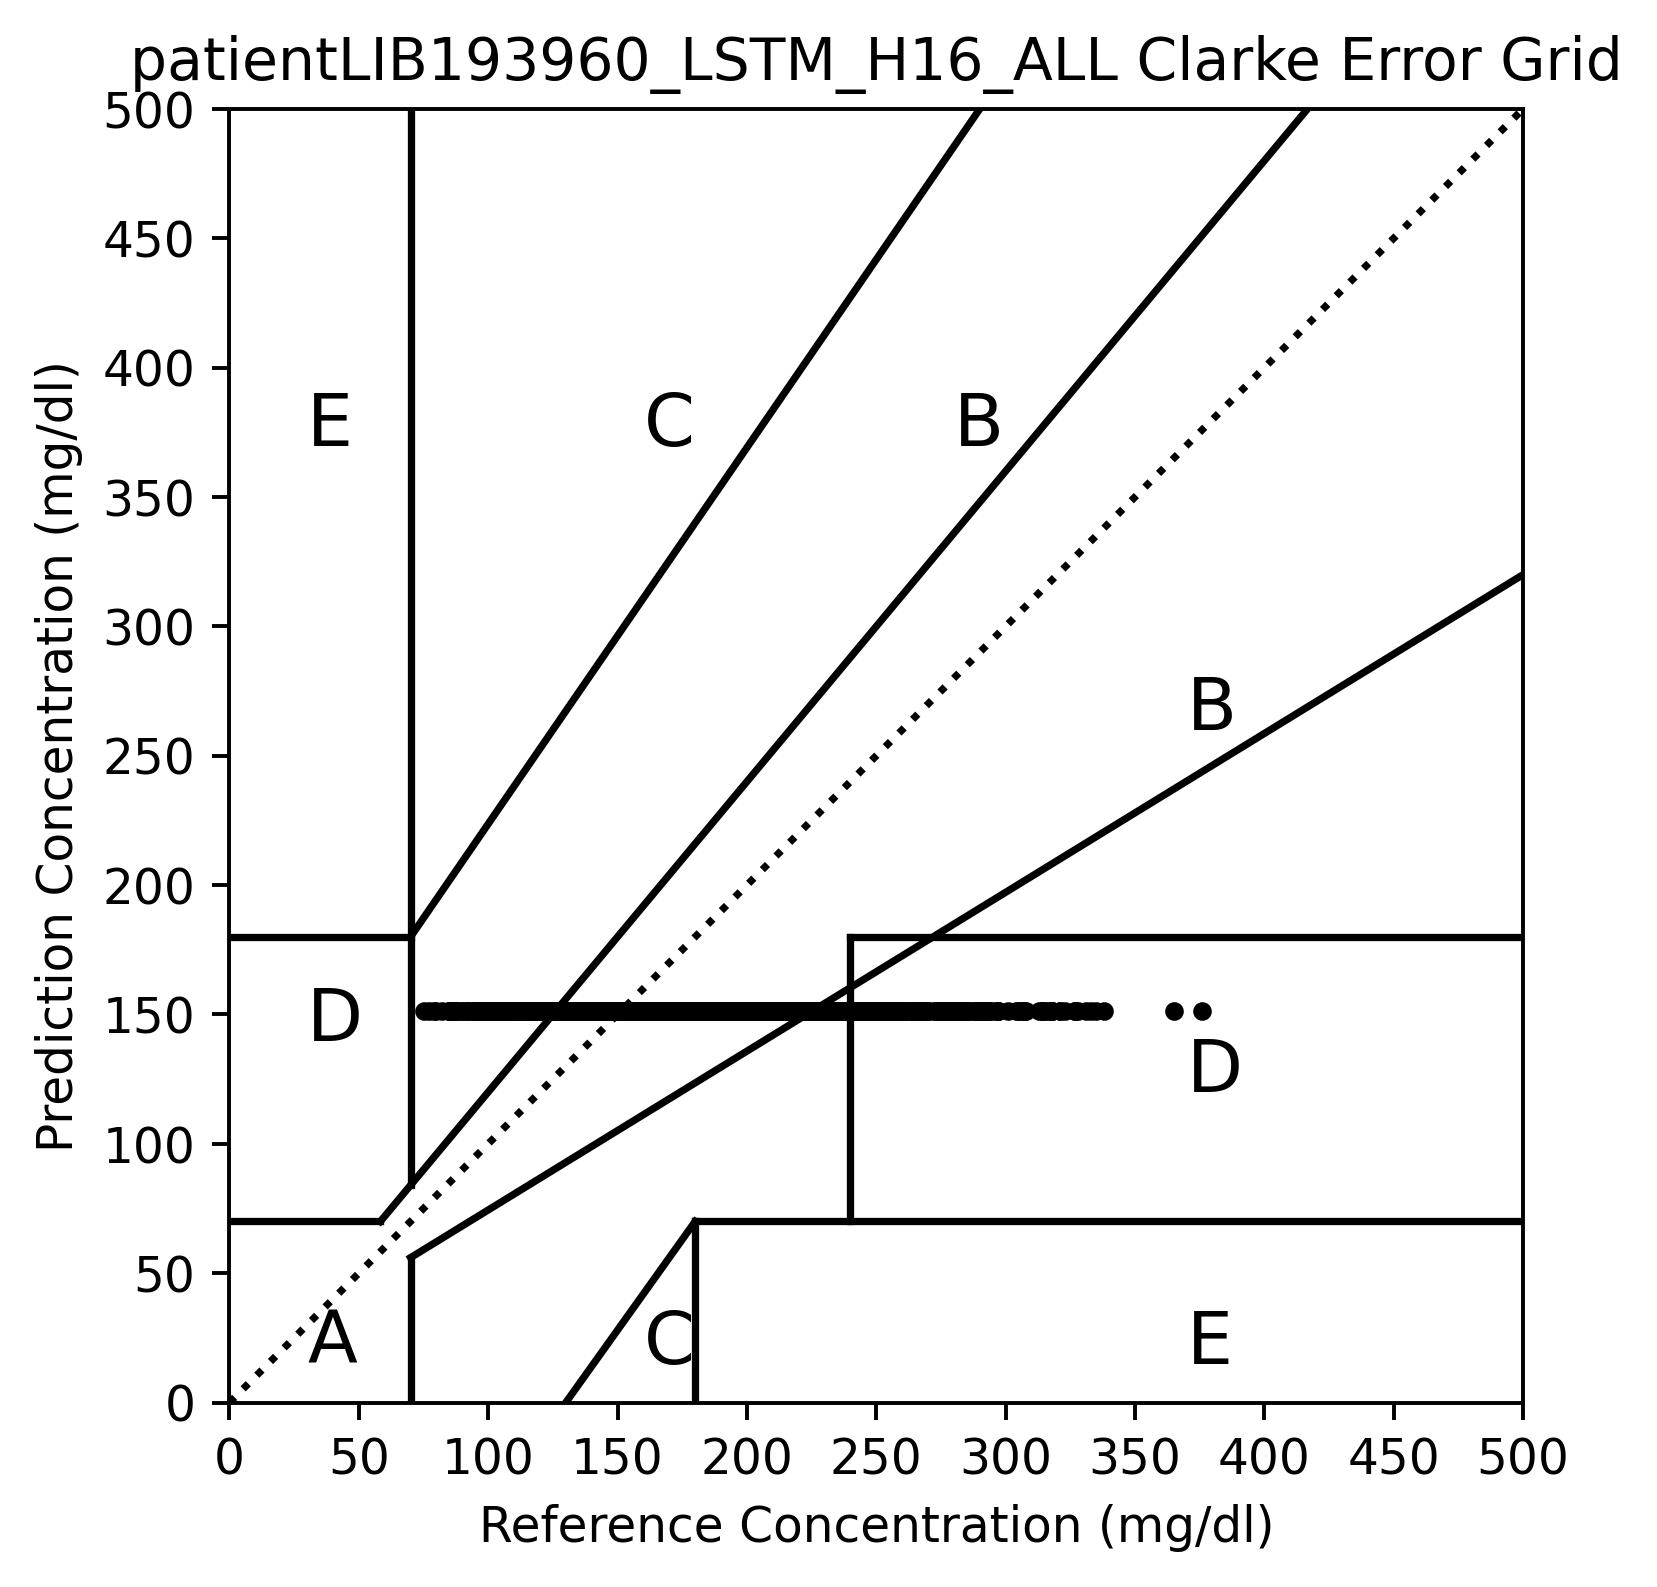 patientLIB193960_LSTM_H16_ALL Clarke Error Grid
Prediction Concentration (mg/dl)
500
450
400
350
300
250
200
150
100
50
0
E
C
B
B
D
D
A
C
E
0 50 100 150 200 250 300 350 400 450 500
Reference Concentration (mg/dl)